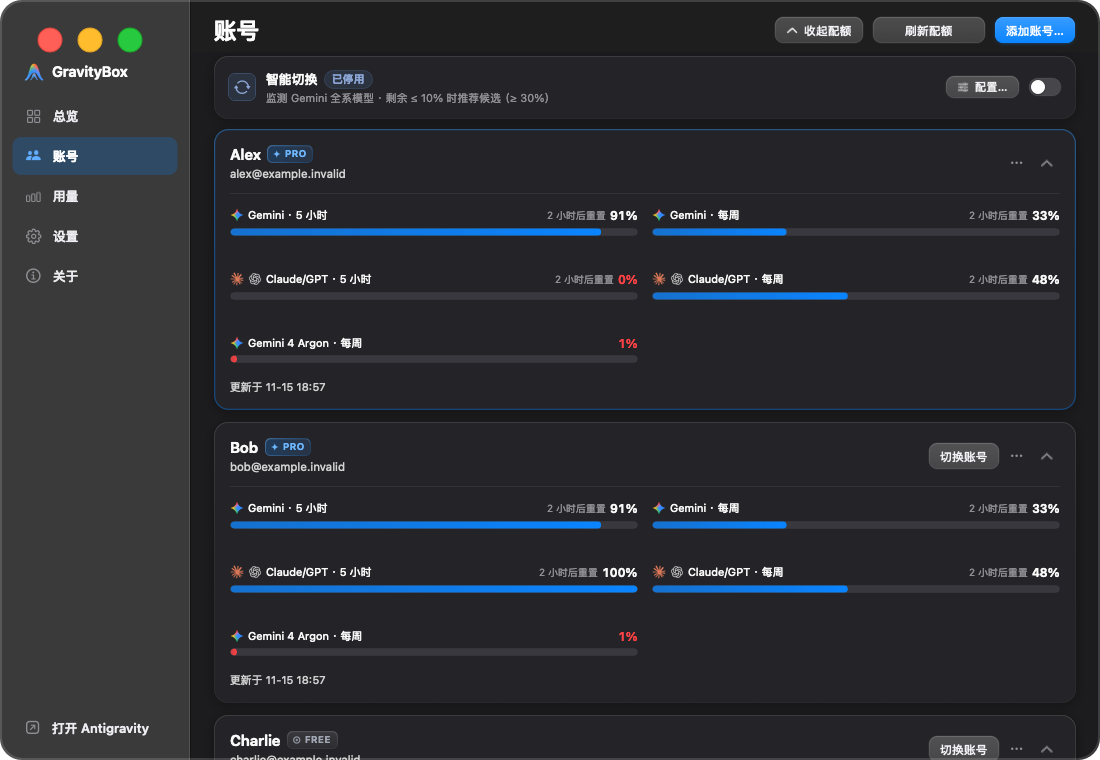 账号
收起配额
刷新配额
添加账号...
GravityBox
总览
账号
用量
设置
关于
打开 Antigravity
智能切换 已停用
监测 Gemini 全系模型 · 剩余 ≤ 10% 时推荐候选 (≥ 30%)
配置...
Alex PRO
alex@example.invalid
Gemini · 5 小时 2 小时后重置 91%
Gemini · 每周 2 小时后重置 33%
Claude/GPT · 5 小时 2 小时后重置 0%
Claude/GPT · 每周 2 小时后重置 48%
Gemini 4 Argon · 每周 1%
更新于 11-15 18:57
Bob PRO
bob@example.invalid
切换账号
Gemini · 5 小时 2 小时后重置 91%
Gemini · 每周 2 小时后重置 33%
Claude/GPT · 5 小时 2 小时后重置 100%
Claude/GPT · 每周 2 小时后重置 48%
Gemini 4 Argon · 每周 1%
更新于 11-15 18:57
Charlie FREE
charlie@example.invalid
切换账号